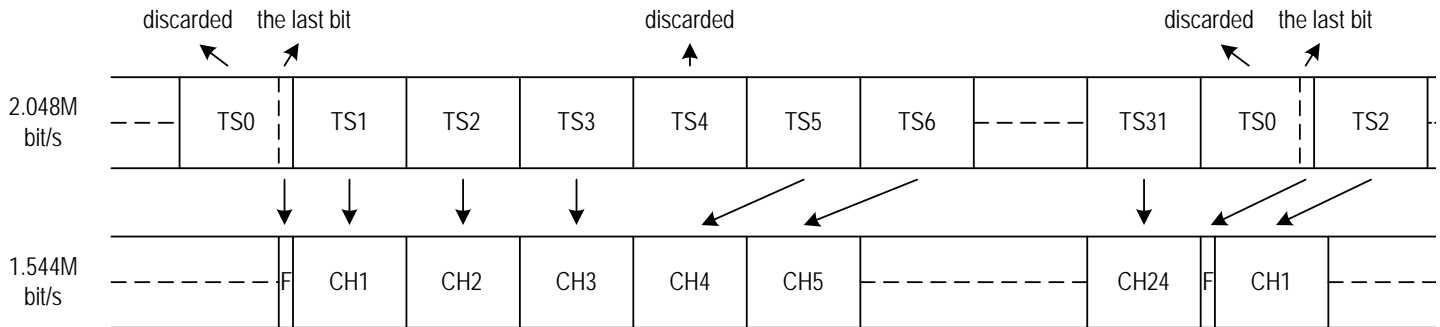 discarded the last bit discarded discarded the last bit
2.048M
bit/s
TS0 TS1 TS2 TS3 TS4 TS5 TS6 TS31 TS0 TS2
1.544M
bit/s
F CH1 CH2 CH3 CH4 CH5 CH24 F CH1